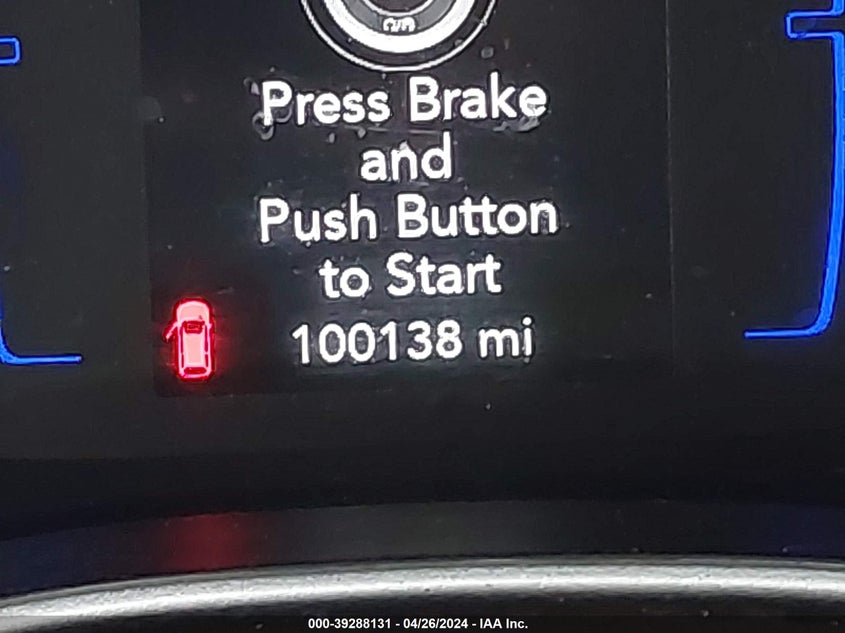 Press Brake
and
Push Button
to Start
100138 mi
000-39288131 - 04/26/2024 - IAA Inc.